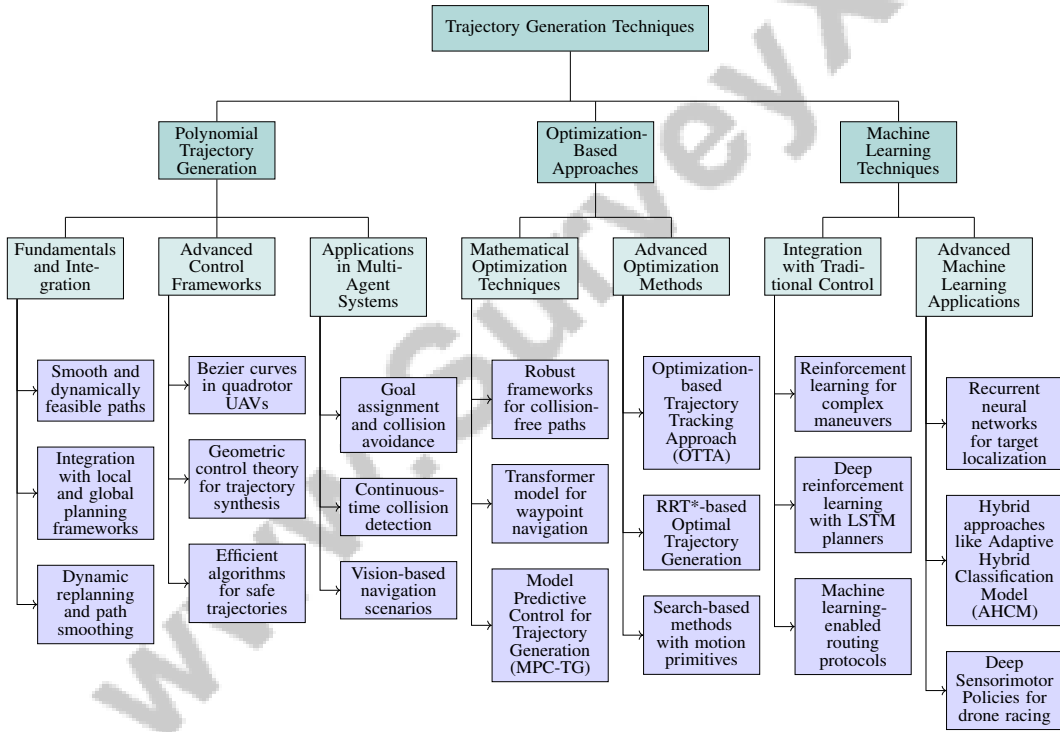 Trajectory Generation Techniques
Polynomial
Trajectory
Generation
Optimization-
Based
Approaches
Machine
Learning
Techniques
Fundamentals
and Inte-
gration
Advanced
Control
Frameworks
Applications
in Multi-
Agent
Systems
Mathematical
Optimization
Techniques
Advanced
Optimization
Methods
Integration
with Tradi-
tional Control
Advanced
Machine
Learning
Applications
Smooth and
dynamically
feasible paths
Integration
with local
and global
planning
frameworks
Dynamic
replanning
and path
smoothing
Bezier curves
in quadrotor
UAVs
Geometric
control theory
for trajectory
synthesis
Efficient
algorithms
for safe
trajectories
Goal
assignment
and collision
avoidance
Continuous-
time collision
detection
Vision-based
navigation
scenarios
Robust
frameworks
for collision-
free paths
Transformer
model for
waypoint
navigation
Model
Predictive
Control for
Trajectory
Generation
(MPC-TG)
Optimization-
based
Trajectory
Tracking
Approach
(OTTA)
RRT*-based
Optimal
Trajectory
Generation
Search-based
methods
with motion
primitives
Reinforcement
learning for
complex
maneuvers
Deep
reinforcement
learning
with LSTM
planners
Machine
learning-
enabled
routing
protocols
Recurrent
neural
networks
for target
localization
Hybrid
approaches
like Adaptive
Hybrid
Classification
Model
(AHCM)
Deep
Sensorimotor
Policies for
drone racing
www.SurveyX